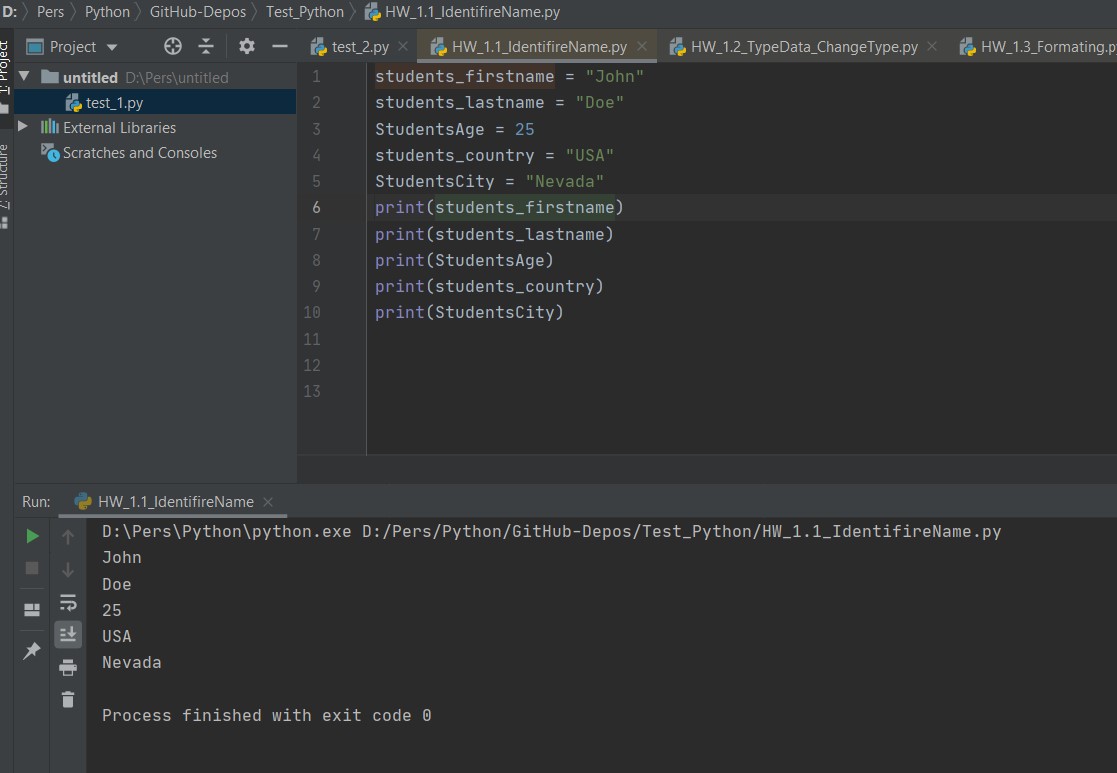 D: Pers Python GitHub-Depos Test_Python HW_1.1_IdentifireName.py
1: Project
Project
test_2.py HW_1.1_IdentifireName.py HW_1.2_TypeData_ChangeType.py HW_1.3_Formating.p
untitled D:\Pers\untitled
test_1.py
External Libraries
Scratches and Consoles
Z: Structure
1 students_firstname = "John"
2 students_lastname = "Doe"
3 StudentsAge = 25
4 students_country = "USA"
5 StudentsCity = "Nevada"
6 print(students_firstname)
7 print(students_lastname)
8 print(StudentsAge)
9 print(students_country)
10 print(StudentsCity)
11
12
13
Run: HW_1.1_IdentifireName
D:\Pers\Python\python.exe D:/Pers/Python/GitHub-Depos/Test_Python/HW_1.1_IdentifireName.py
John
Doe
25
USA
Nevada
Process finished with exit code 0